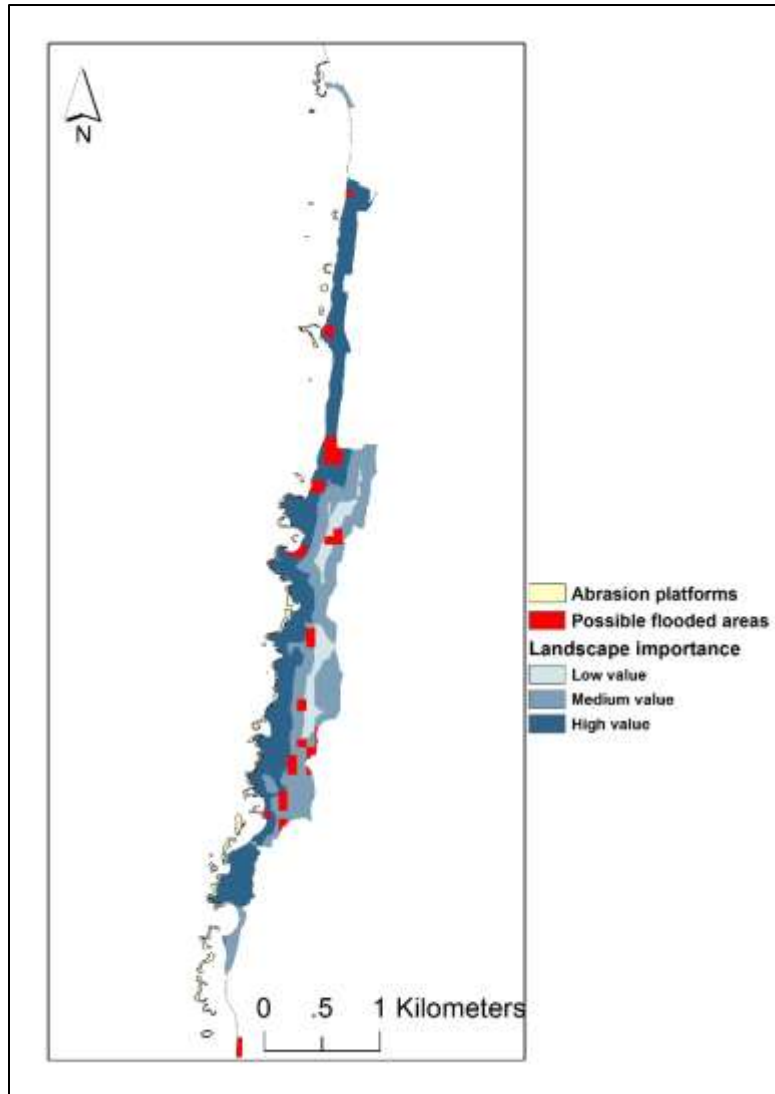 N
Abrasion platforms
Possible flooded areas
Landscape importance
Low value
Medium value
High value
0 .5 1 Kilometers